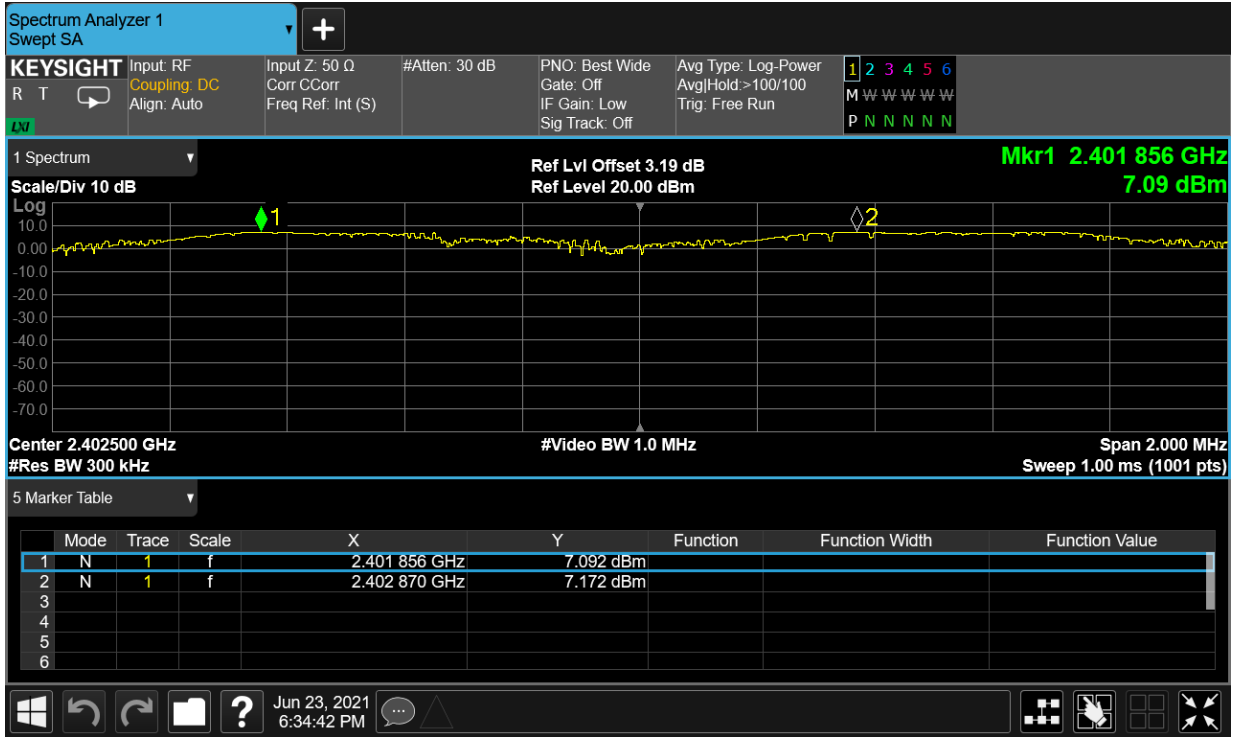 Spectrum Analyzer 1
Swept SA
+
KEYSIGHT
R T
LXI
Input: RF
Coupling: DC
Align: Auto
Input Z: 50 Ω
Corr CCorr
Freq Ref: Int (S)
#Atten: 30 dB
PNO: Best Wide
Gate: Off
IF Gain: Low
Sig Track: Off
Avg Type: Log-Power
Avg|Hold:>100/100
Trig: Free Run
1 2 3 4 5 6
M W W W W W
P N N N N N
1 Spectrum
Scale/Div 10 dB
Ref Lvl Offset 3.19 dB
Ref Level 20.00 dBm
Mkr1 2.401 856 GHz
7.09 dBm
Log
1
2
10.0
0.00
-10.0
-20.0
-30.0
-40.0
-50.0
-60.0
-70.0
Center 2.402500 GHz
#Res BW 300 kHz
#Video BW 1.0 MHz
Span 2.000 MHz
Sweep 1.00 ms (1001 pts)
5 Marker Table
Mode Trace Scale X Y Function Function Width Function Value
1 N 1 f 2.401 856 GHz 7.092 dBm
2 N 1 f 2.402 870 GHz 7.172 dBm
3
4
5
6
?
Jun 23, 2021
6:34:42 PM